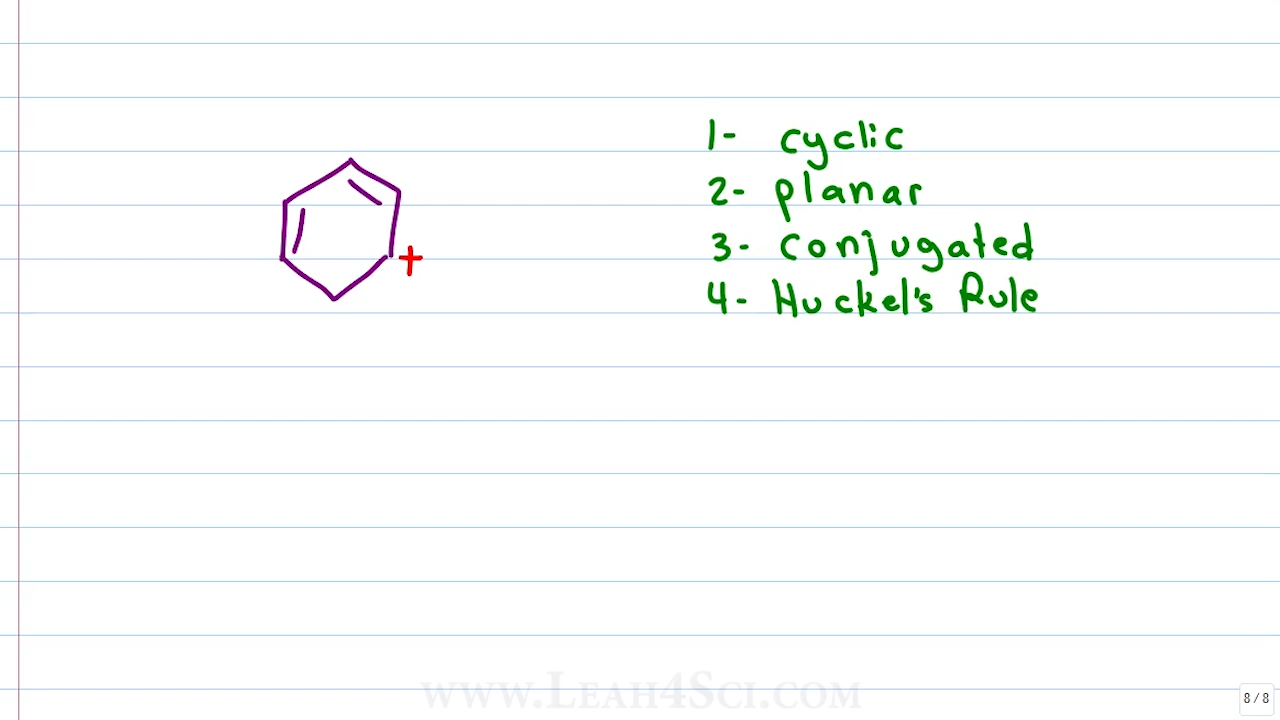 1- cyclic
2- planar
3- conjugated
4- Huckel's Rule
+
www.Leah4Sci.com
8 / 8